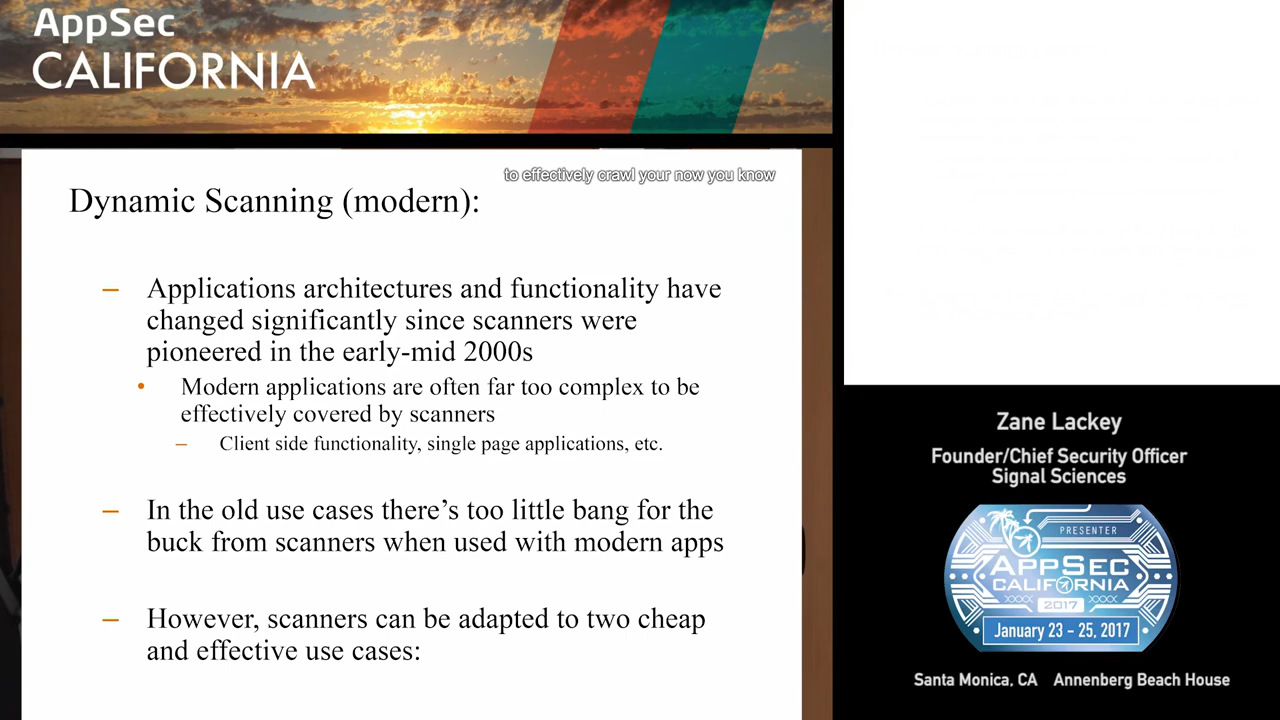 AppSec
CALIFORNIA
to effectively crawl your now you know
Dynamic Scanning (modern):
– Applications architectures and functionality have
changed significantly since scanners were
pioneered in the early-mid 2000s
• Modern applications are often far too complex to be
effectively covered by scanners
– Client side functionality, single page applications, etc.
– In the old use cases there’s too little bang for the
buck from scanners when used with modern apps
– However, scanners can be adapted to two cheap
and effective use cases:
Zane Lackey
Founder/Chief Security Officer
Signal Sciences
PRESENTER
APPSEC
CALIFORNIA
2017
January 23 - 25, 2017
Santa Monica, CA Annenberg Beach House